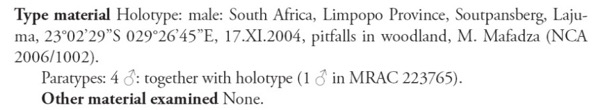 Type material Holotype: male: South Africa, Limpopo Province, Soutpansberg, Laju-
ma, 23°02’29”S 029°26’45”E, 17.XI.2004, pitfalls in woodland, M. Mafadza (NCA
2006/1002).
Paratypes: 4 ♂: together with holotype (1 ♂ in MRAC 223765).
Other material examined None.